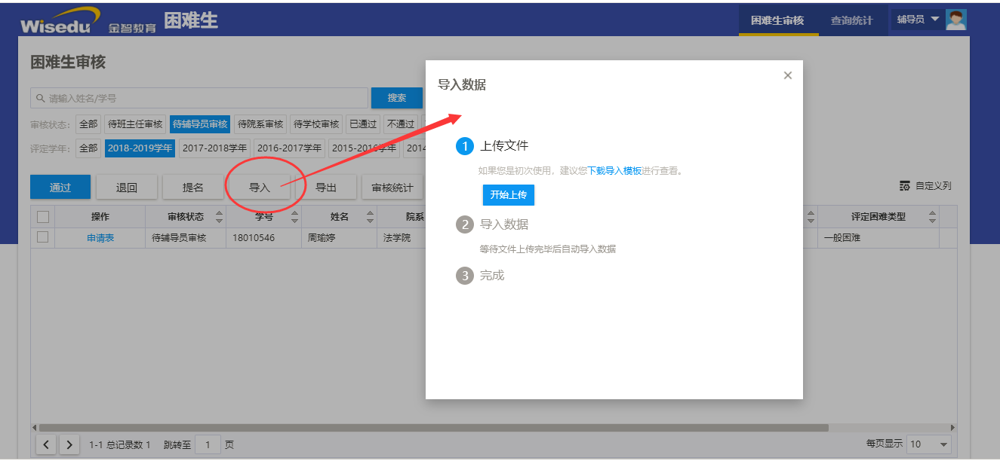 Wisedu 金智教育 困难生 困难生审核 查询统计 辅导员
困难生审核
请输入姓名/学号 搜索
审核状态: 全部 待班主任审核 待辅导员审核 待院系审核 待学校审核 已通过 不通过
评定学年: 全部 2018-2019学年 2017-2018学年 2016-2017学年 2015-2016学年 2014
通过 退回 提名 导入 导出 审核统计 自定义列
操作 审核状态 学号 姓名 院系 评定困难类型
申请表 待辅导员审核 18010546 周瑜婷 法学院 一般困难
导入数据
1 上传文件
如果您是初次使用，建议您下载导入模板进行查看。
开始上传
2 导入数据
等待文件上传完毕后自动导入数据
3 完成
1-1 总记录数 1 跳转至 1 页 每页显示 10